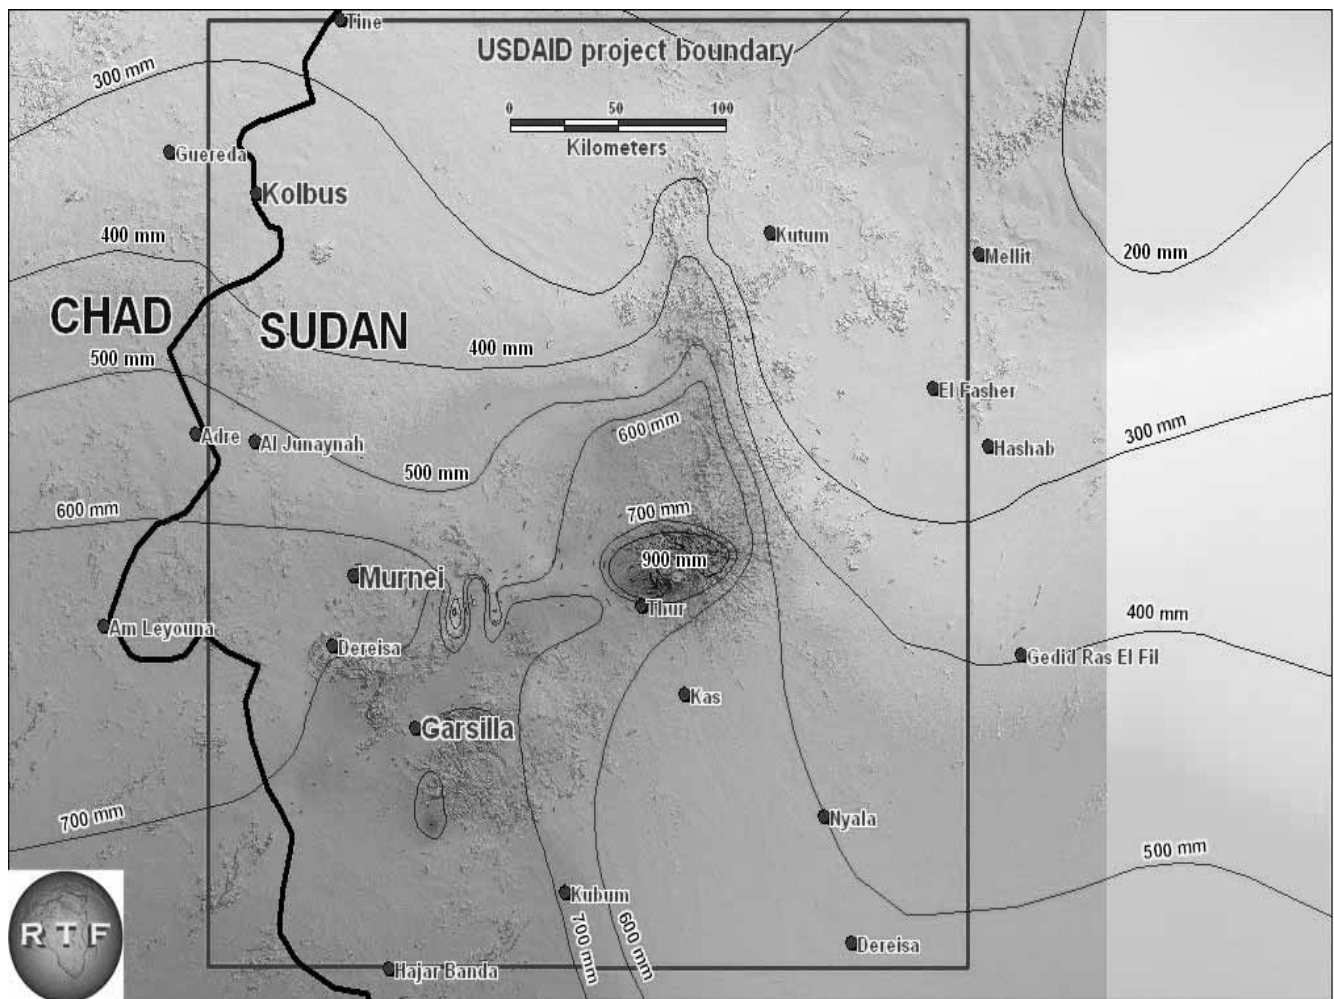 Tine
USDAID project boundary
300 mm
0 50 100
Kilometers
Guereda
Kolbus
400 mm
Kutum
Mellit
200 mm
CHAD
SUDAN
400 mm
500 mm
El Fasher
600 mm
300 mm
Adre
Al Junaynah
Hashab
500 mm
600 mm
700 mm
900 mm
Murnei
Thur
400 mm
Am Leyouna
Dereisa
Gedid Ras El Fil
Kas
Garsilla
700 mm
Nyala
500 mm
Kubum
700 mm
600 mm
RTF
Dereisa
Hajar Banda